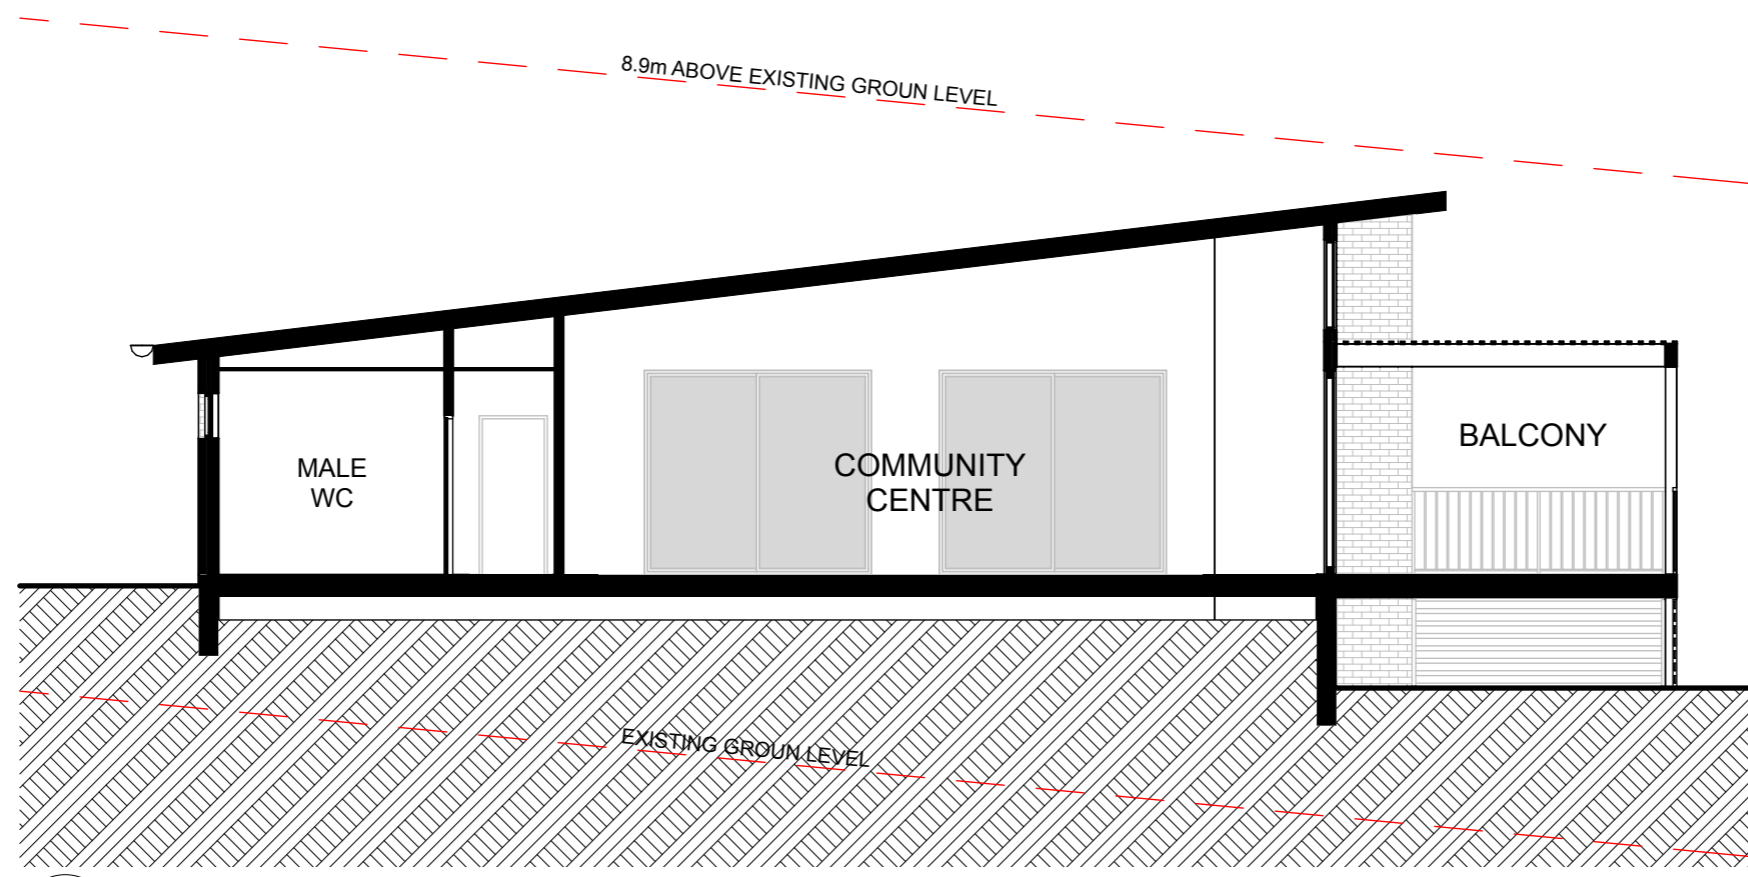 8.9m ABOVE EXISTING GROUN LEVEL
MALE
WC
COMMUNITY
CENTRE
BALCONY
EXISTING GROUN LEVEL